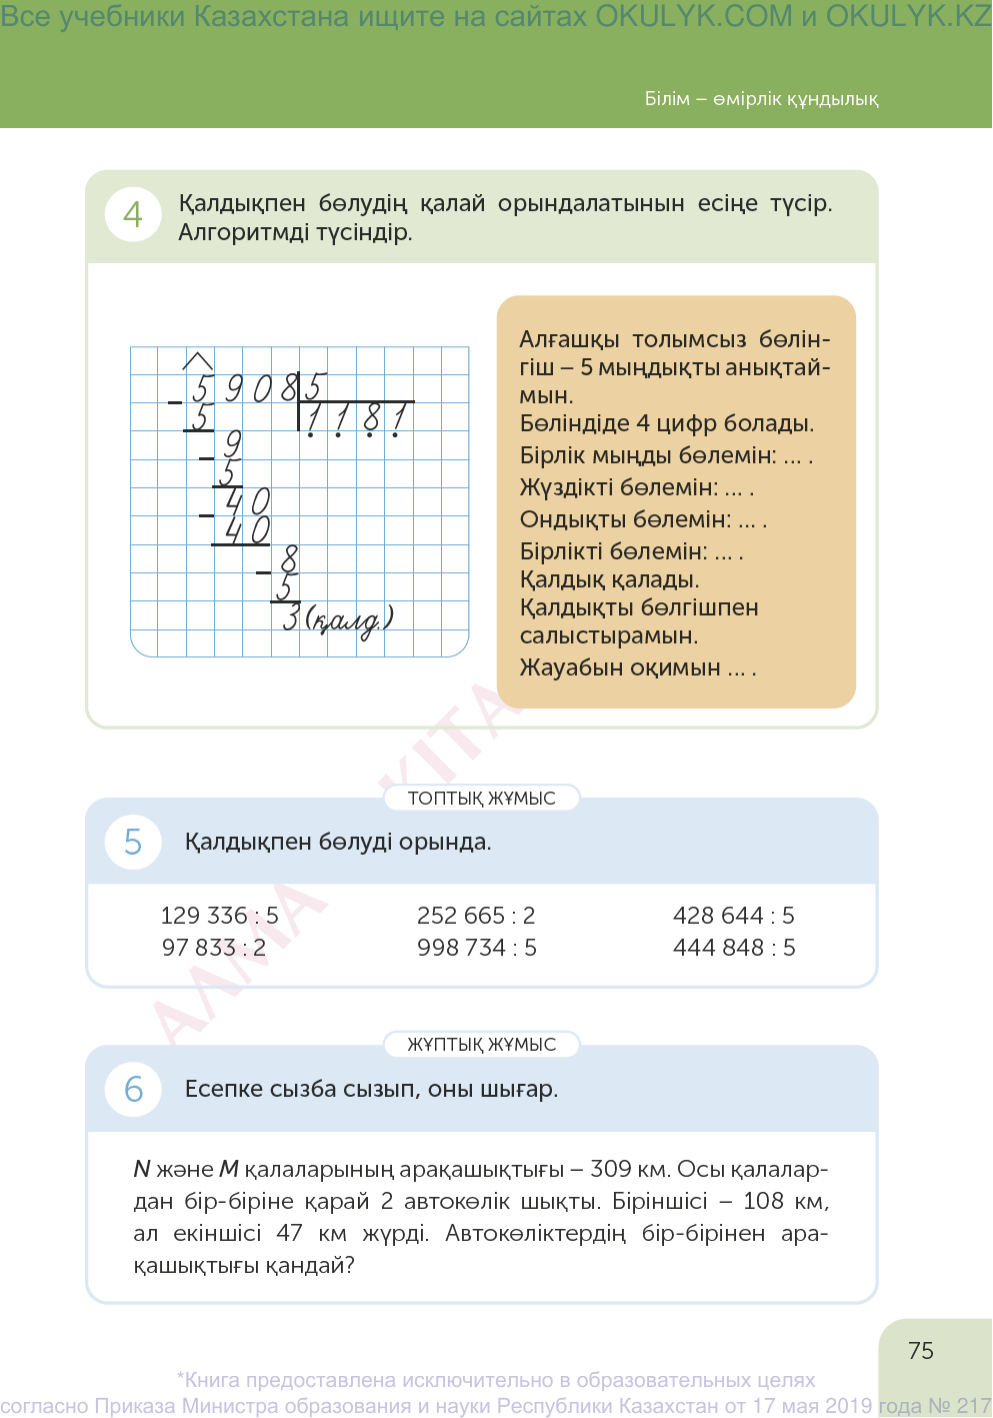 Все учебники Казахстана ищите на сайтах OKULYK.COM и OKULYK.KZ
Білім – өмірлік құндылық
4
Қалдықпен бөлудің қалай орындалатынын есіңе түсір.
Алгоритмді түсіндір.
5 9 0 8 5
– 5
1 1 8 1
9
– 5
– 4 0
4 0
– 8
5
3 (қалд.)
Алғашқы толымсыз бөлін-
гіш – 5 мыңдықты анықтай-
мын.
Бөліндіде 4 цифр болады.
Бірлік мыңды бөлемін: ... .
Жүздікті бөлемін: ... .
Ондықты бөлемін: ... .
Бірлікті бөлемін: ... .
Қалдық қалады.
Қалдықты бөлгішпен
салыстырамын.
Жауабын оқимын ... .
ТОПТЫҚ ЖҰМЫС
5
Қалдықпен бөлуді орында.
129 336 : 5 252 665 : 2 428 644 : 5
97 833 : 2 998 734 : 5 444 848 : 5
ЖҰПТЫҚ ЖҰМЫС
6
Есепке сызба сызып, оны шығар.
N және M қалаларының арақашықтығы – 309 км. Осы қалалар-
дан бір-біріне қарай 2 автокөлік шықты. Біріншісі – 108 км,
ал екіншісі 47 км жүрді. Автокөліктердің бір-бірінен ара-
қашықтығы қандай?
75
*Книга предоставлена исключительно в образовательных целях
согласно Приказа Министра образования и науки Республики Казахстан от 17 мая 2019 года № 217
АЛМА